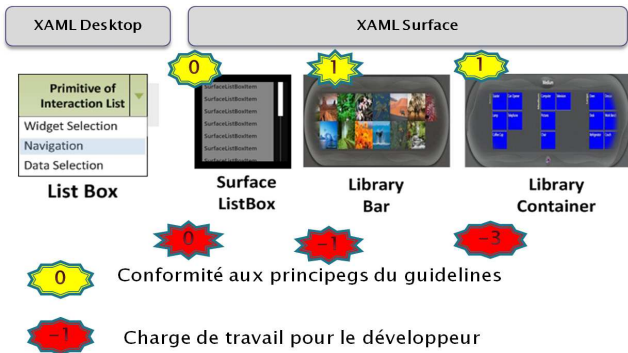 XAML Desktop
XAML Surface
0
1
1
Primitive of
Interaction List
Widget Selection
Navigation
Data Selection
SurfaceListBoxItem
SurfaceListBoxItem
SurfaceListBoxItem
SurfaceListBoxItem
SurfaceListBoxItem
SurfaceListBoxItem
List Box
Surface
ListBox
Library
Bar
Library
Container
0
-1
-3
0
Conformité aux principegs du guidelines
-1
Charge de travail pour le développeur